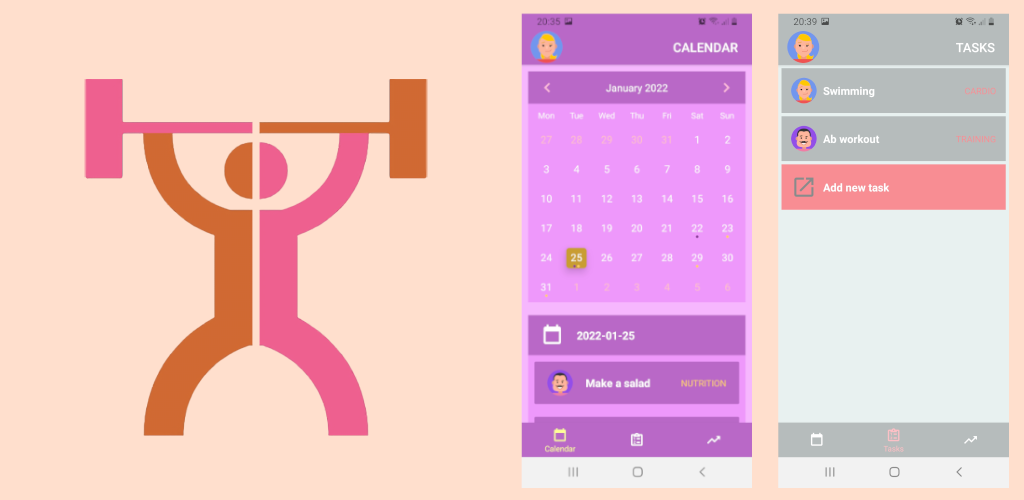 20:35
CALENDAR
January 2022
Mon Tue Wed Thu Fri Sat Sun
27 28 29 30 31 1 2
3 4 5 6 7 8 9
10 11 12 13 14 15 16
17 18 19 20 21 22 23
24 25 26 27 28 29 30
31 1 2 3 4 5 6
2022-01-25
Make a salad NUTRITION
Calendar
20:39
TASKS
Swimming CARDIO
Ab workout TRAINING
Add new task
Tasks